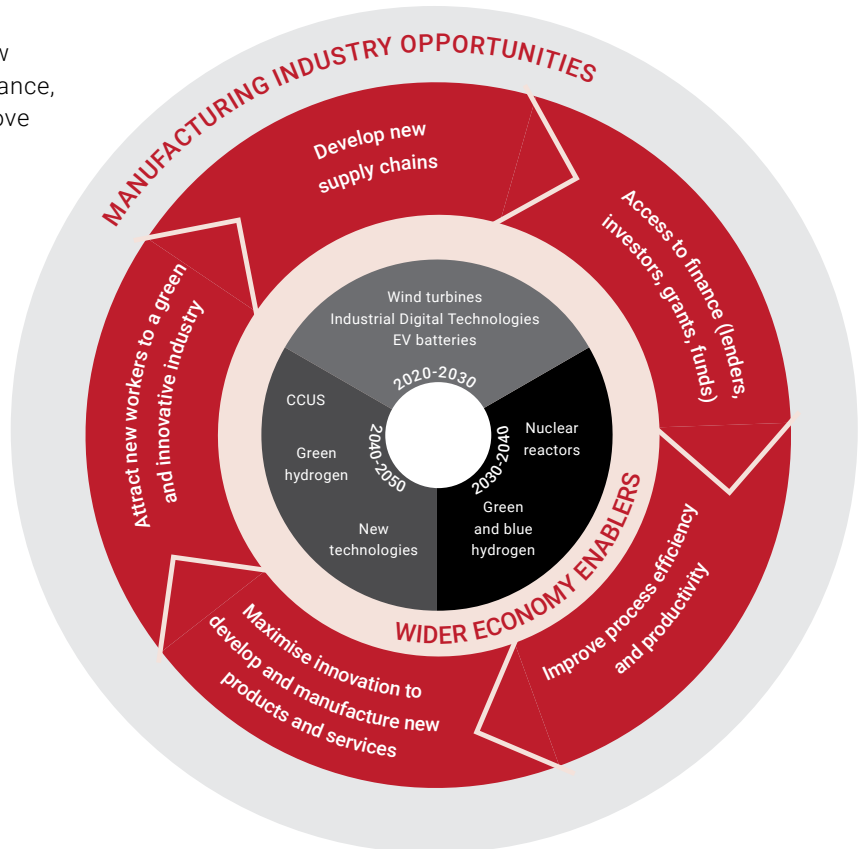 w
ance,
ove
MANUFACTURING INDUSTRY OPPORTUNITIES
Develop new
supply chains
Access to finance (lenders,
investors, grants, funds)
Improve process efficiency
and productivity
Maximise innovation to
develop and manufacture new
products and services
Attract new workers to a green
and innovative industry
WIDER ECONOMY ENABLERS
Wind turbines
Industrial Digital Technologies
EV batteries
2020-2030
Nuclear
reactors
2030-2040
Green
and blue
hydrogen
CCUS
2040-2050
Green
hydrogen
New
technologies